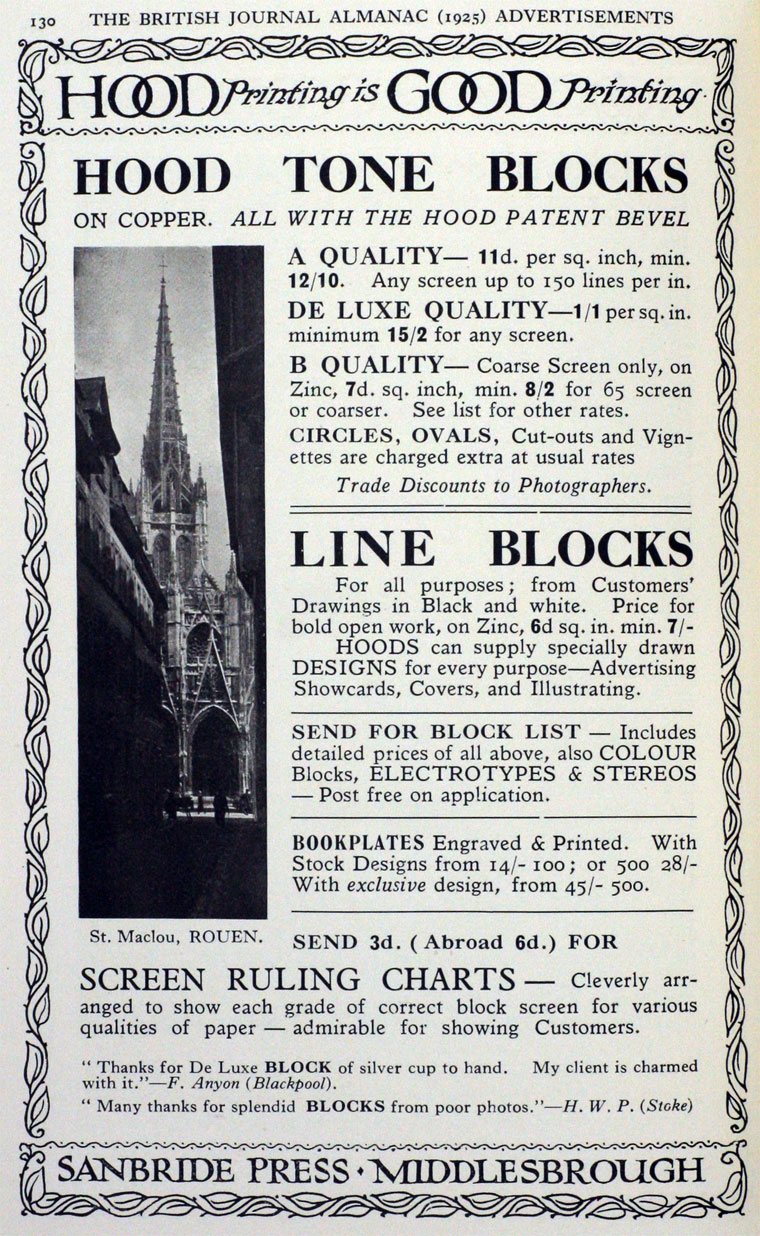 130 THE BRITISH JOURNAL ALMANAC (1925) ADVERTISEMENTS
HOOD Printing is GOOD Printing.
HOOD TONE BLOCKS
ON COPPER. ALL WITH THE HOOD PATENT BEVEL
A QUALITY— 11d. per sq. inch, min.
12/10. Any screen up to 150 lines per in.
DE LUXE QUALITY—1/1 per sq. in.
minimum 15/2 for any screen.
B QUALITY— Coarse Screen only, on
Zinc, 7d. sq. inch, min. 8/2 for 65 screen
or coarser. See list for other rates.
CIRCLES, OVALS, Cut-outs and Vign-
ettes are charged extra at usual rates
Trade Discounts to Photographers.
LINE BLOCKS
For all purposes; from Customers'
Drawings in Black and white. Price for
bold open work, on Zinc, 6d sq. in. min. 7/-
HOODS can supply specially drawn
DESIGNS for every purpose—Advertising
Showcards, Covers, and Illustrating.
SEND FOR BLOCK LIST — Includes
detailed prices of all above, also COLOUR
Blocks, ELECTROTYPES & STEREOS
— Post free on application.
BOOKPLATES Engraved & Printed. With
Stock Designs from 14/- 100; or 500 28/-
With exclusive design, from 45/- 500.
St. Maclou, ROUEN.
SEND 3d. (Abroad 6d.) FOR
SCREEN RULING CHARTS — Cleverly arr-
anged to show each grade of correct block screen for various
qualities of paper — admirable for showing Customers.
"Thanks for De Luxe BLOCK of silver cup to hand. My client is charmed
with it."—F. Anyon (Blackpool).
"Many thanks for splendid BLOCKS from poor photos."—H. W. P. (Stoke)
SANBRIDE PRESS · MIDDLESBROUGH